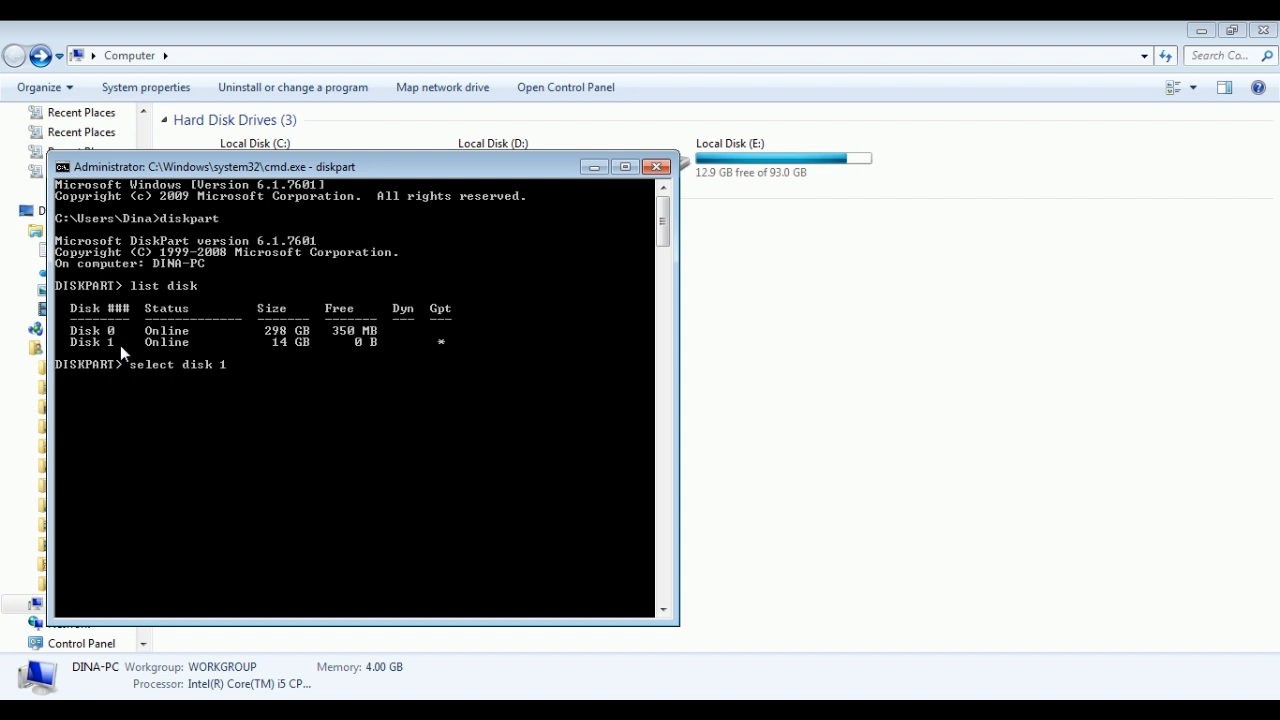 Computer
Search Co...
Organize
System properties
Uninstall or change a program
Map network drive
Open Control Panel
Recent Places
Recent Places
Hard Disk Drives (3)
Local Disk (C:)
Local Disk (D:)
Local Disk (E:)
12.9 GB free of 93.0 GB
Administrator: C:\Windows\system32\cmd.exe - diskpart
Microsoft Windows [Version 6.1.7601]
Copyright (c) 2009 Microsoft Corporation.  All rights reserved.
C:\Users\Dina>diskpart
Microsoft DiskPart version 6.1.7601
Copyright (C) 1999-2008 Microsoft Corporation.
On computer: DINA-PC
DISKPART> list disk
Disk ###  Status  Size  Free  Dyn  Gpt
--------  -------------  -------  -------  ---  ---
Disk 0  Online  298 GB  350 MB
Disk 1  Online  14 GB  0 B  *
DISKPART> select disk 1
Control Panel
DINA-PC Workgroup: WORKGROUP Memory: 4.00 GB
Processor: Intel(R) Core(TM) i5 CP...